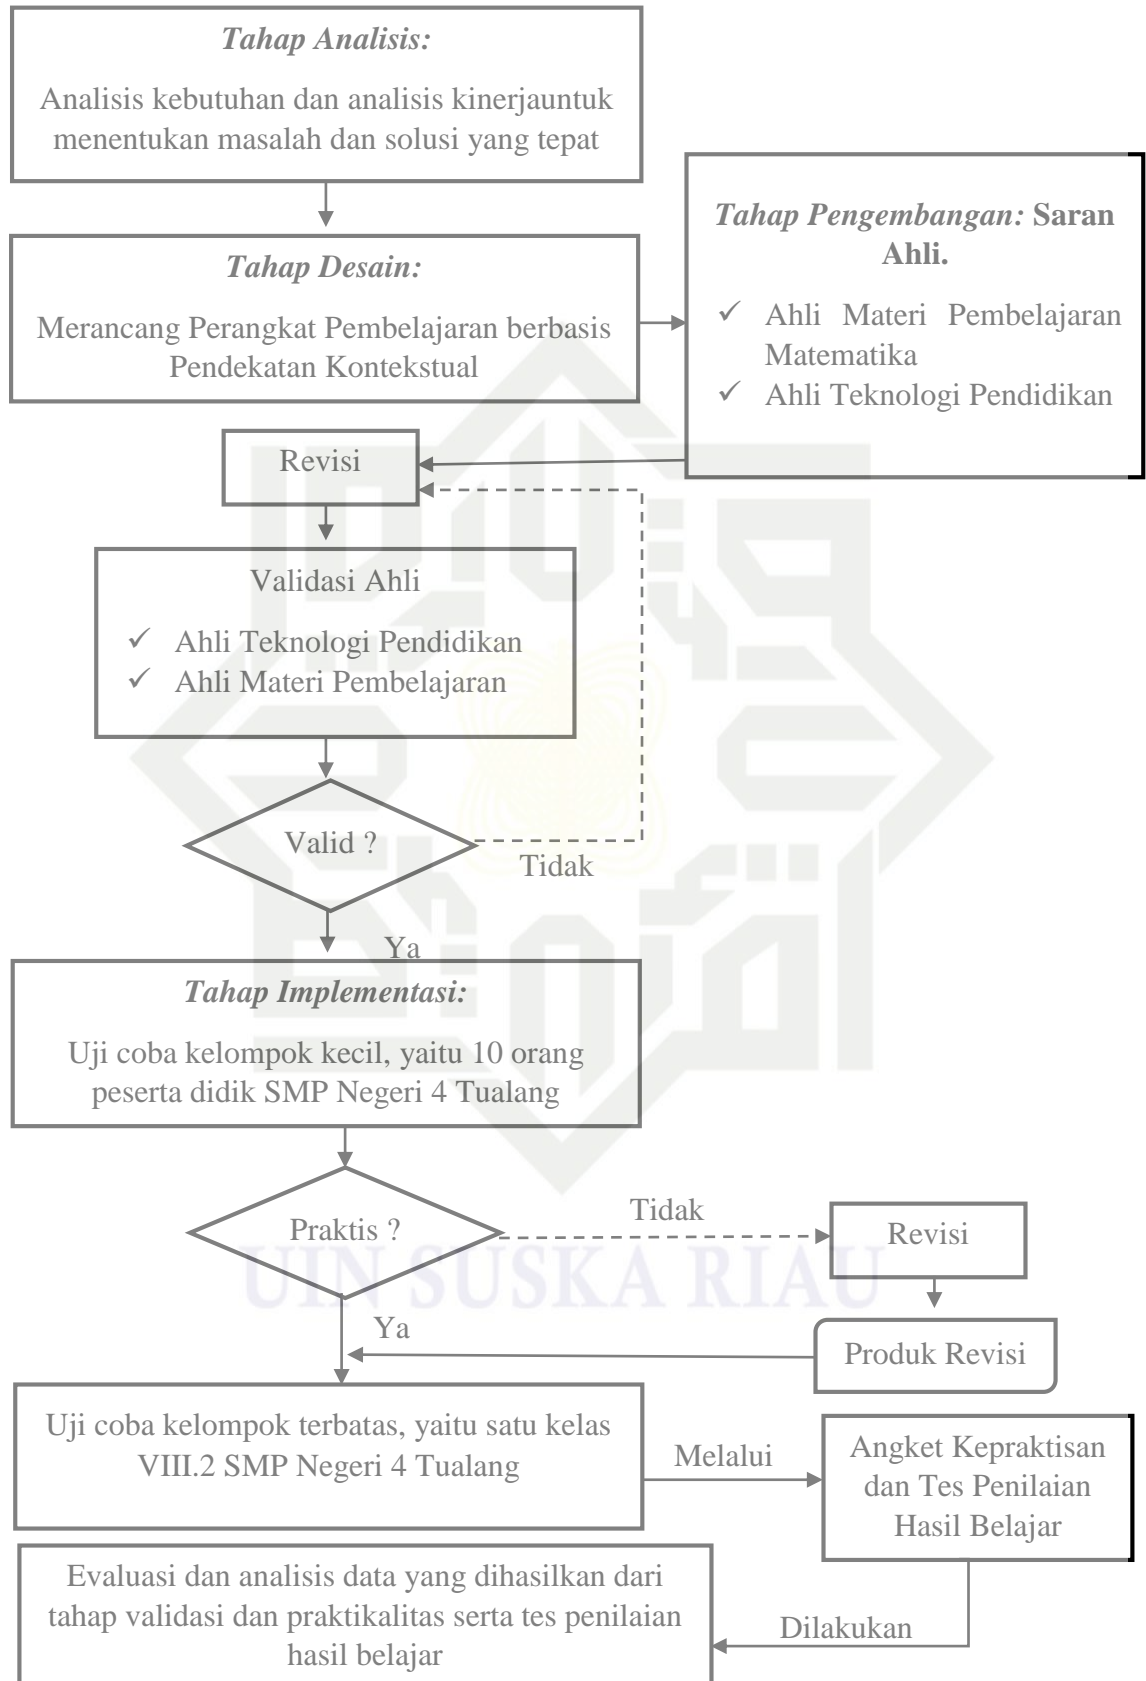 Tahap Analisis:
Analisis kebutuhan dan analisis kinerjauntuk
menentukan masalah dan solusi yang tepat
Tahap Desain:
Merancang Perangkat Pembelajaran berbasis
Pendekatan Kontekstual
Tahap Pengembangan: Saran
Ahli.
✓ Ahli Materi Pembelajaran
Matematika
✓ Ahli Teknologi Pendidikan
Revisi
Validasi Ahli
✓ Ahli Teknologi Pendidikan
✓ Ahli Materi Pembelajaran
Valid ?
Tidak
Ya
Tahap Implementasi:
Uji coba kelompok kecil, yaitu 10 orang
peserta didik SMP Negeri 4 Tualang
Praktis ?
Tidak
Revisi
UIN SUSKA RIAU
Ya
Produk Revisi
Uji coba kelompok terbatas, yaitu satu kelas
VIII.2 SMP Negeri 4 Tualang
Melalui
Angket Kepraktisan
dan Tes Penilaian
Hasil Belajar
Dilakukan
Evaluasi dan analisis data yang dihasilkan dari
tahap validasi dan praktikalitas serta tes penilaian
hasil belajar